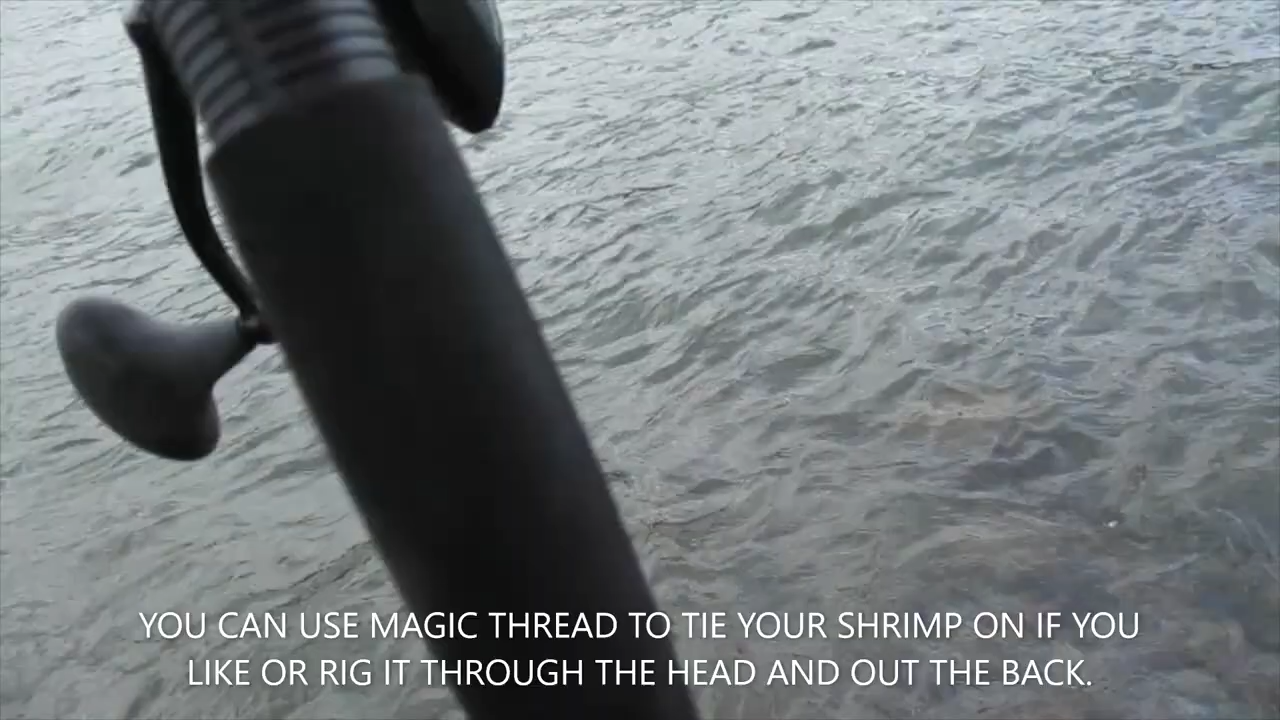 YOU CAN USE MAGIC THREAD TO TIE YOUR SHRIMP ON IF YOU
LIKE OR RIG IT THROUGH THE HEAD AND OUT THE BACK.